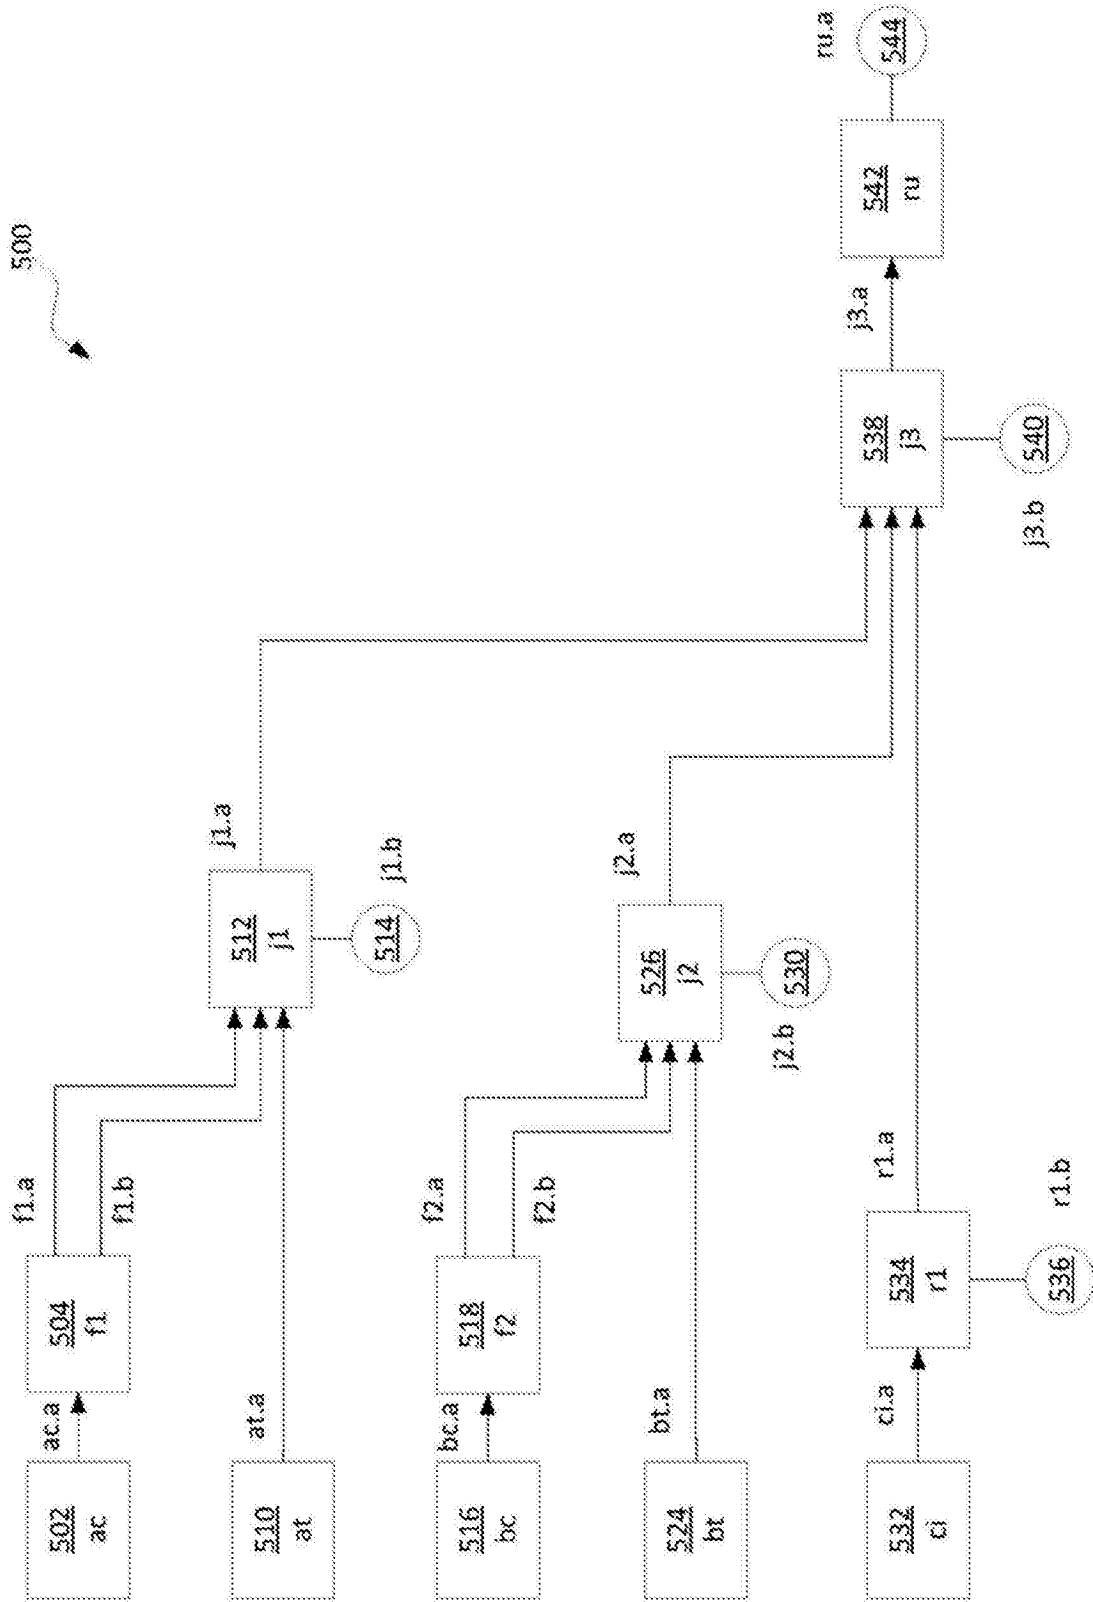 500
502
ac
ac.a
504
f1
f1.a
f1.b
510
at
at.a
512
j1
j1.a
514
j1.b
516
bc
bc.a
518
f2
f2.a
f2.b
524
bt
bt.a
526
j2
j2.a
530
j2.b
532
ci
ci.a
534
r1
r1.a
536
r1.b
538
j3
j3.a
540
j3.b
542
ru
ru.a
544